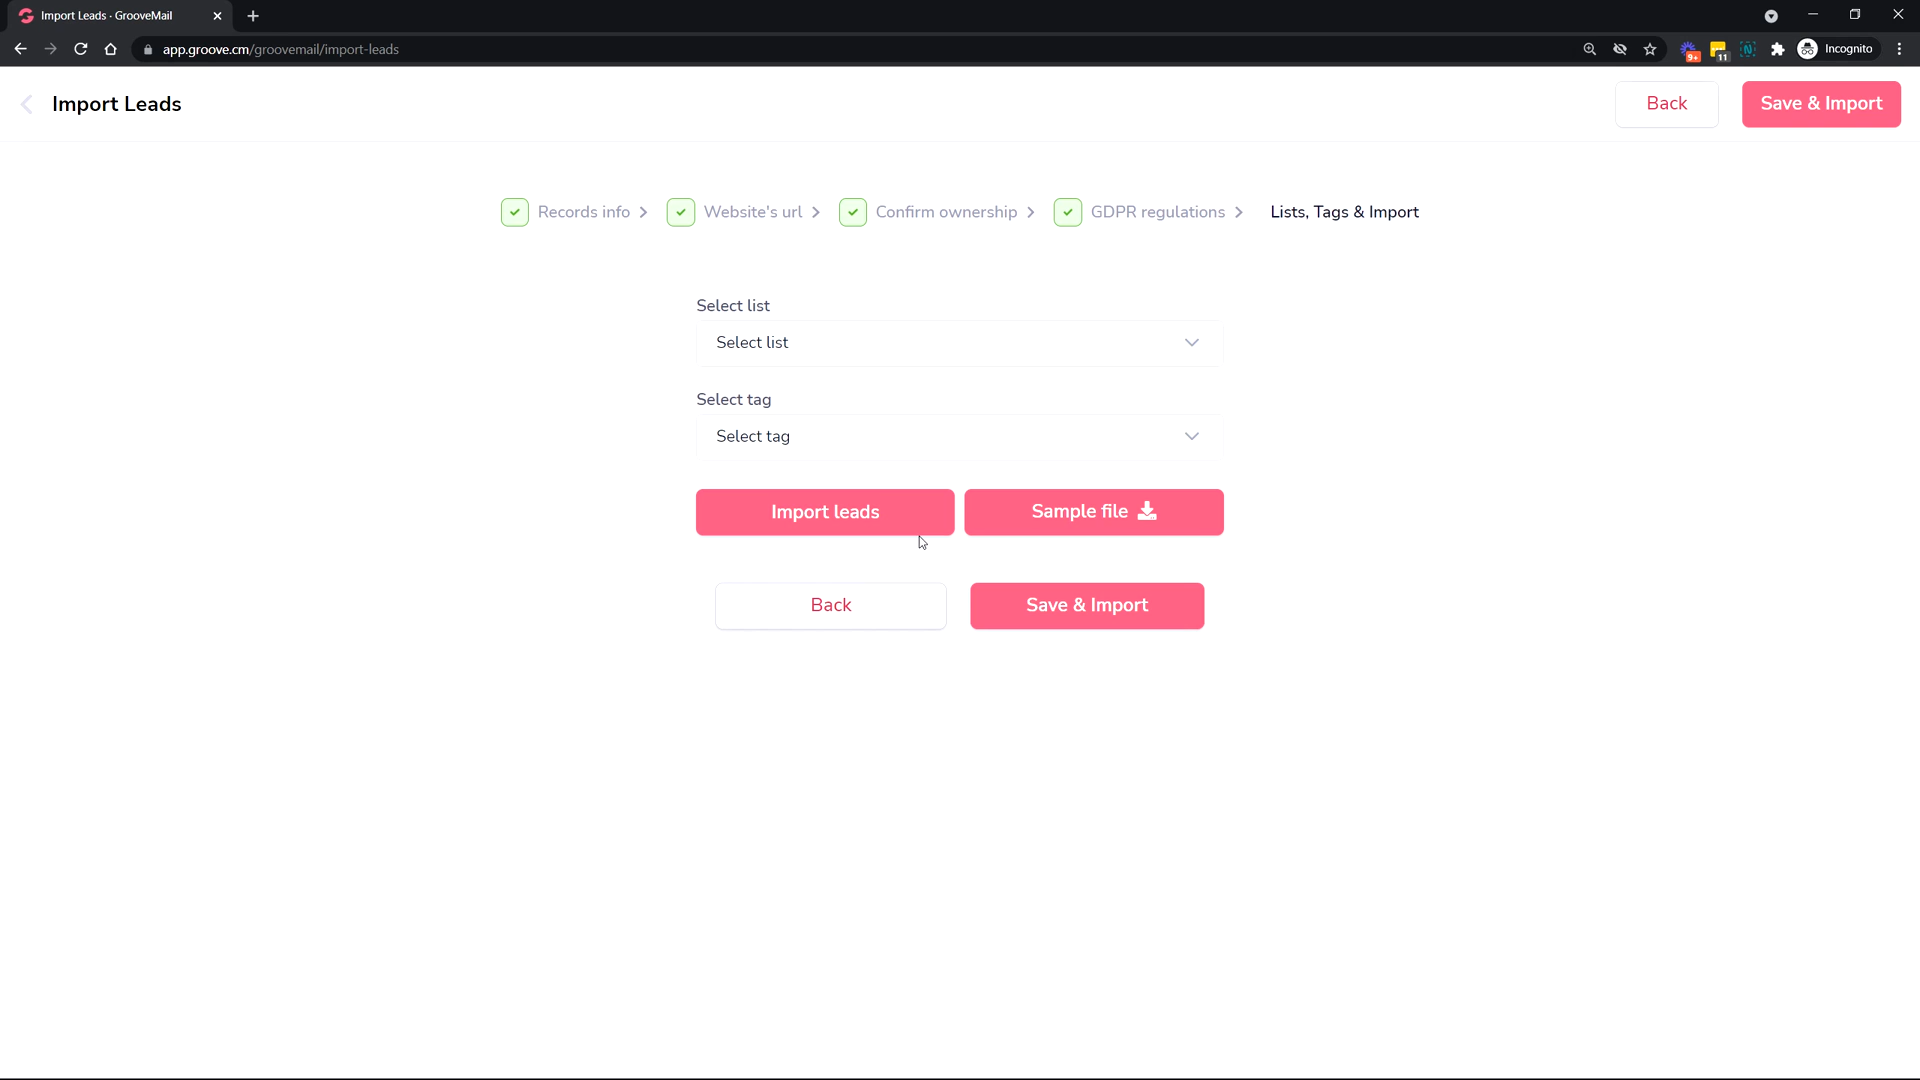 Import Leads · GrooveMail
app.groove.cm/groovemail/import-leads
9+
11
N
Incognito
Import Leads
Back
Save & Import
Records info
Website's url
Confirm ownership
GDPR regulations
Lists, Tags & Import
Select list
Select list
Select tag
Select tag
Import leads
Sample file
Back
Save & Import